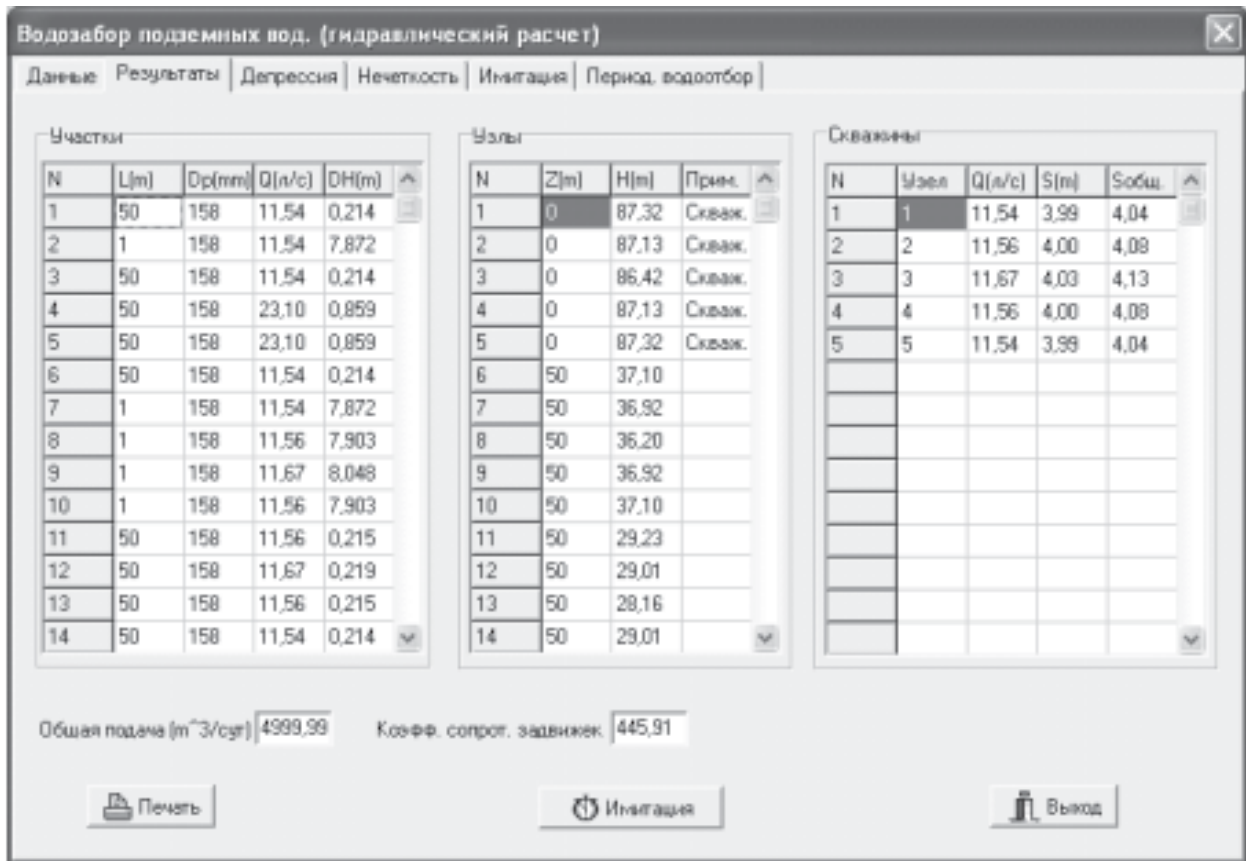 Водозабор подземных вод. (гидравлический расчет)
Данные Результаты Депрессия Нечеткость Имитация Период. водоотбор
Участки Узлы Скважины
N L(m) Dp(mm) Q(л/с) DH(m) N Z(m) H(m) Прим. N Узел Q(л/с) S(m) Sобщ.
1 50 158 11,54 0,214 1 0 87,32 Скваж. 1 1 11,54 3,99 4,04
2 1 158 11,54 7,872 2 0 87,13 Скваж. 2 2 11,56 4,00 4,08
3 50 158 11,54 0,214 3 0 86,42 Скваж. 3 3 11,67 4,03 4,13
4 50 158 23,10 0,859 4 0 87,13 Скваж. 4 4 11,56 4,00 4,08
5 50 158 23,10 0,859 5 0 87,32 Скваж. 5 5 11,54 3,99 4,04
6 50 158 11,54 0,214 6 50 37,10
7 1 158 11,54 7,872 7 50 36,92
8 1 158 11,56 7,903 8 50 36,20
9 1 158 11,67 8,048 9 50 36,92
10 1 158 11,56 7,903 10 50 37,10
11 50 158 11,56 0,215 11 50 29,23
12 50 158 11,67 0,219 12 50 29,01
13 50 158 11,56 0,215 13 50 28,16
14 50 158 11,54 0,214 14 50 29,01
Общая подача (m^3/сут) 4999,99 Коэфф. сопрот. задвижек. 445,91
Печать Имитация Выход